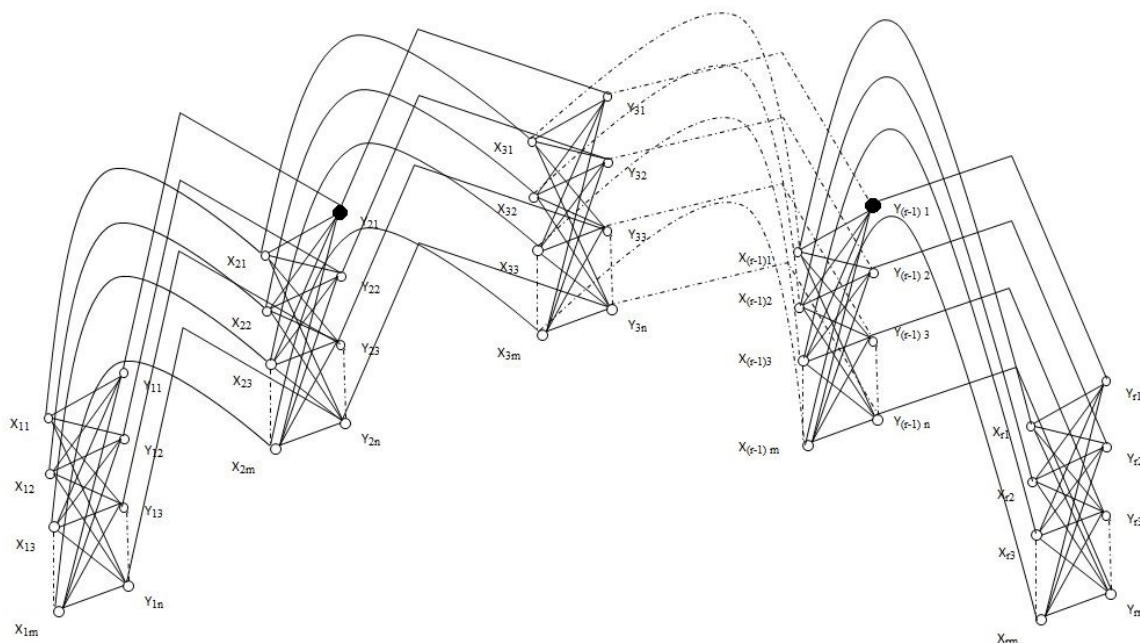 X11
X12
X13
X1m
Y11
Y12
Y13
Y1n
X21
X22
X23
X2m
Y21
Y22
Y23
Y2n
X31
X32
X33
X3m
Y31
Y32
Y33
Y3n
X(r-1)1
X(r-1)2
X(r-1)3
X(r-1) m
Y(r-1) 1
Y(r-1) 2
Y(r-1) 3
Y(r-1) n
Xr1
Xr2
Xr3
Xrm
Yr1
Yr2
Yr3